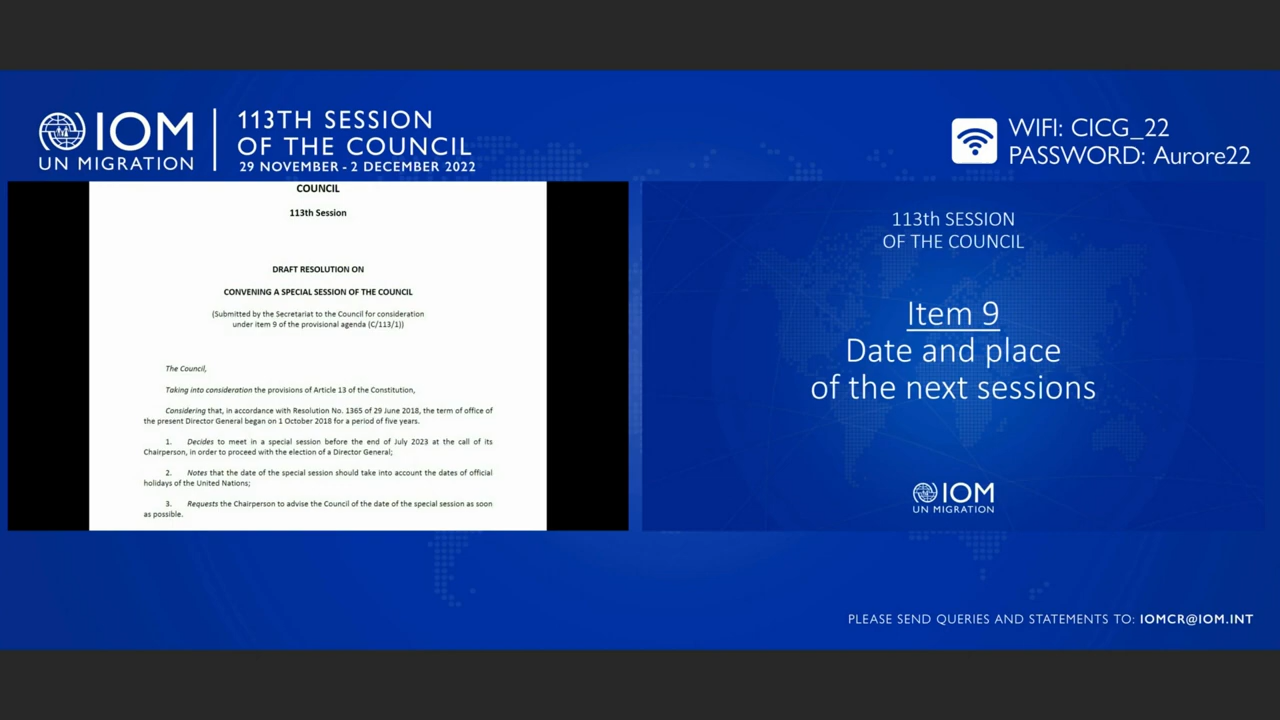 IOM
UN MIGRATION
113TH SESSION
OF THE COUNCIL
29 NOVEMBER - 2 DECEMBER 2022
WIFI: CICG_22
PASSWORD: Aurore22
COUNCIL
113th Session
DRAFT RESOLUTION ON
CONVENING A SPECIAL SESSION OF THE COUNCIL
(Submitted by the Secretariat to the Council for consideration
under item 9 of the provisional agenda (C/113/1))
The Council,
Taking into consideration the provisions of Article 13 of the Constitution,
Considering that, in accordance with Resolution No. 1365 of 29 June 2018, the term of office of
the present Director General began on 1 October 2018 for a period of five years.
1. Decides to meet in a special session before the end of July 2023 at the call of its
Chairperson, in order to proceed with the election of a Director General;
2. Notes that the date of the special session should take into account the dates of official
holidays of the United Nations;
3. Requests the Chairperson to advise the Council of the date of the special session as soon
as possible.
113th SESSION
OF THE COUNCIL
Item 9
Date and place
of the next sessions
IOM
UN MIGRATION
PLEASE SEND QUERIES AND STATEMENTS TO: IOMCR@IOM.INT